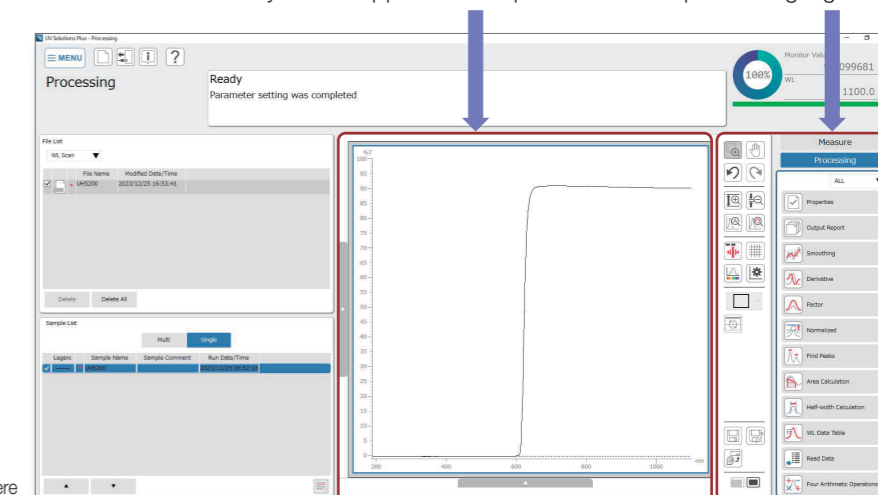 UV Solutions Plus - Processing
MENU
Processing
Ready
Parameter setting was completed
100%
099681
WL
1100.0
File List
WL Scan
File Name Modified Date/Time
UH5200 2023/12/25 16:53:41
Delete Delete All
Sample List
Multi Single
Sample Name Sample Comment Run Date/Time
UH5200 2023/12/25 16:52:16
%T
100
95
90
85
80
75
70
65
60
55
50
45
40
35
30
25
20
15
10
5
0
200 400 600 800 1000 nm
Measure
Processing
ALL
Properties
Output Report
Smoothing
Derivative
Factor
Normalized
Find Peaks
Area Calculation
Half-width Calculation
WL Data Table
Read Data
Four Arithmetic Operations